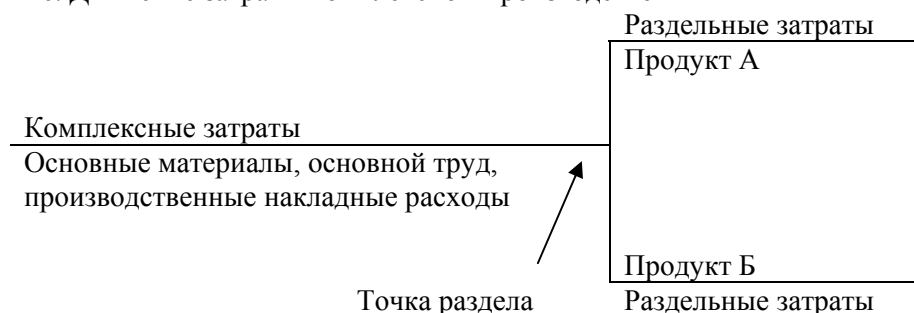 Раздельные затраты
Продукт А
Комплексные затраты
Основные материалы, основной труд,
производственные накладные расходы
Продукт Б
Точка раздела
Раздельные затраты